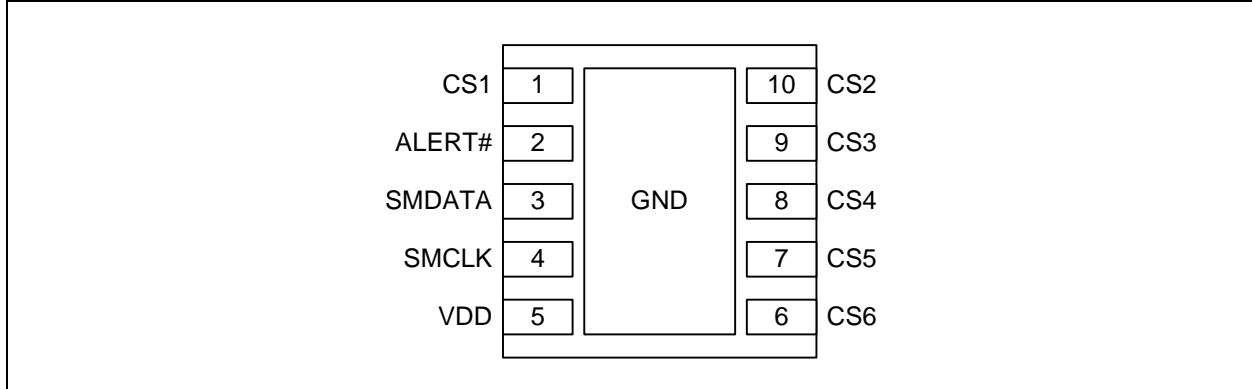 CS1 1 10 CS2
ALERT# 2 9 CS3
SMDATA 3 GND 8 CS4
SMCLK 4 7 CS5
VDD 5 6 CS6